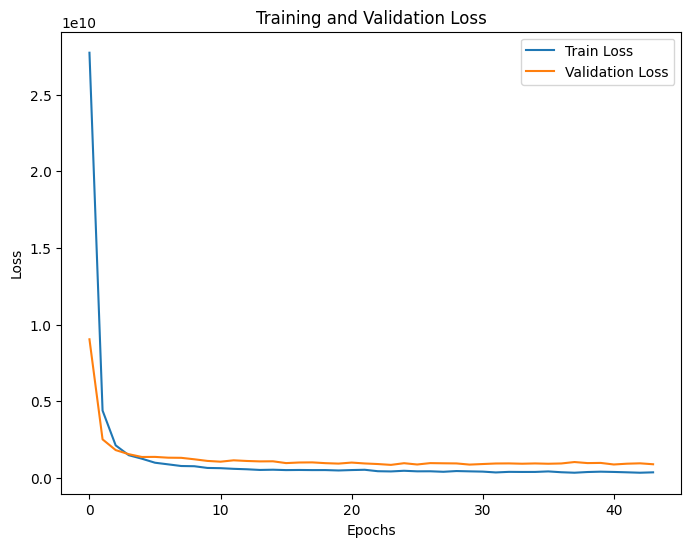 Training and Validation Loss
1e10
Train Loss
Validation Loss
2.5
2.0
1.5
1.0
0.5
0.0
Loss
0 10 20 30 40
Epochs